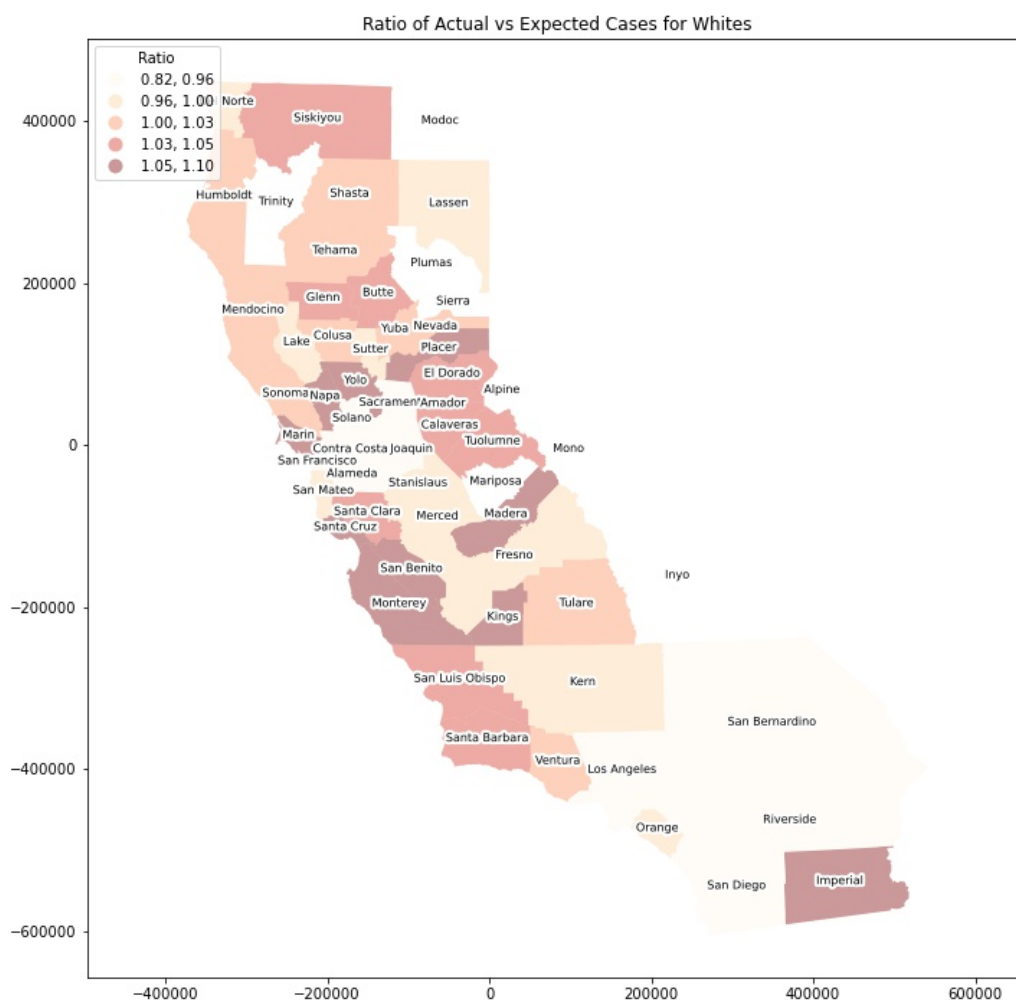 Ratio of Actual vs Expected Cases for Whites
Ratio
0.82, 0.96
0.96, 1.00
1.00, 1.03
1.03, 1.05
1.05, 1.10
Norte
Siskiyou
Modoc
Humboldt
Trinity
Shasta
Lassen
Tehama
Plumas
Glenn
Butte
Sierra
Mendocino
Lake
Colusa
Yuba
Nevada
Sutter
Placer
Yolo
El Dorado
Alpine
Sonoma
Napa
Sacrament
Amador
Solano
Calaveras
Marin
Tuolumne
Contra Costa
Joaquin
Mono
San Francisco
Alameda
Stanislaus
Mariposa
San Mateo
Santa Clara
Merced
Madera
Santa Cruz
Fresno
San Benito
Inyo
Monterey
Kings
Tulare
San Luis Obispo
Kern
San Bernardino
Santa Barbara
Ventura
Los Angeles
Orange
Riverside
San Diego
Imperial
400000
200000
0
−200000
−400000
−600000
−400000
−200000
0
200000
400000
600000